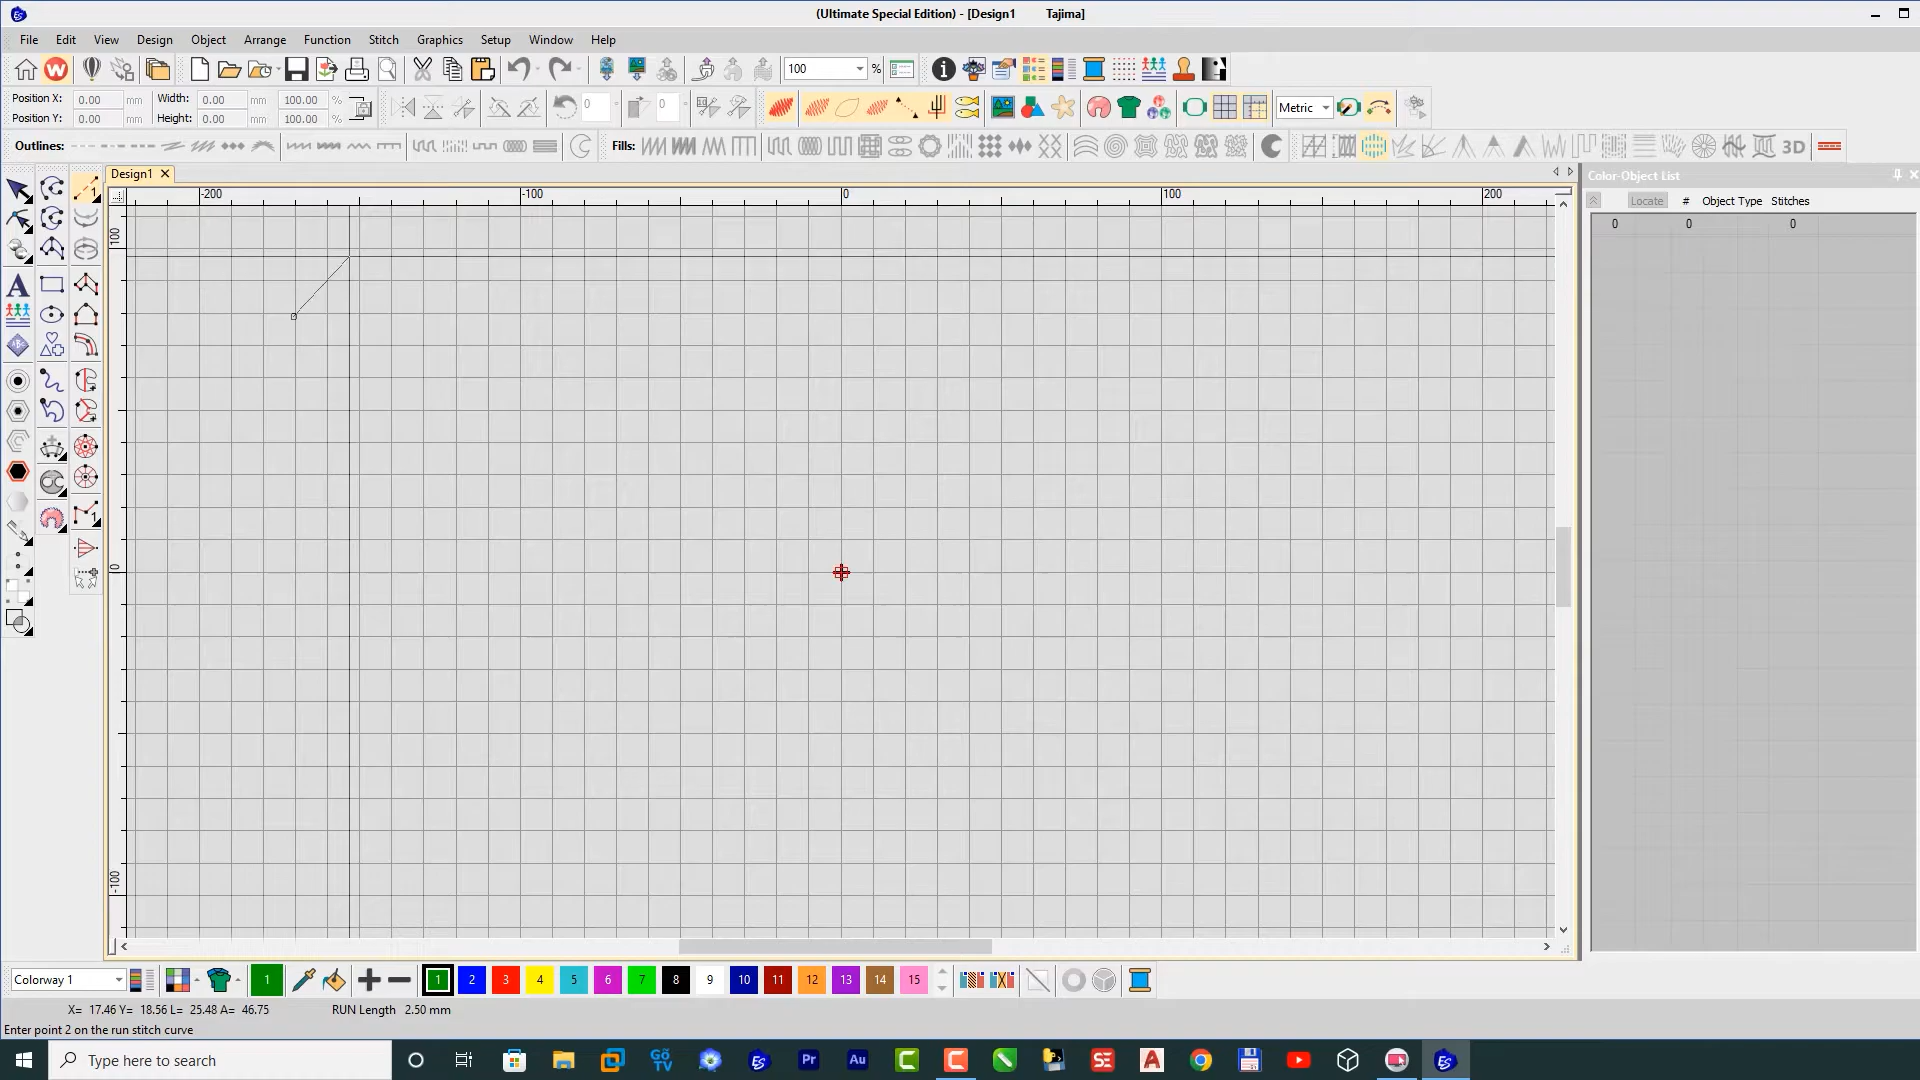 (Ultimate Special Edition) - [Design1 Tajima]
File Edit View Design Object Arrange Function Stitch Graphics Setup Window Help
100 %
Position X: 0.00 mm Width: 0.00 mm 100.00 %
Position Y: 0.00 mm Height: 0.00 mm 100.00 %
0 0 Metric
Outlines: Fills: 3D
Design1
Color-Object List
Locate # Object Type Stitches
0 0 0
-200 -100 0 100 200
100
0
-100
Colorway 1
1 1 2 3 4 5 6 7 8 9 10 11 12 13 14 15
X= 17.46 Y= 18.56 L= 25.48 A= 46.75 RUN Length 2.50 mm
Enter point 2 on the run stitch curve
Type here to search